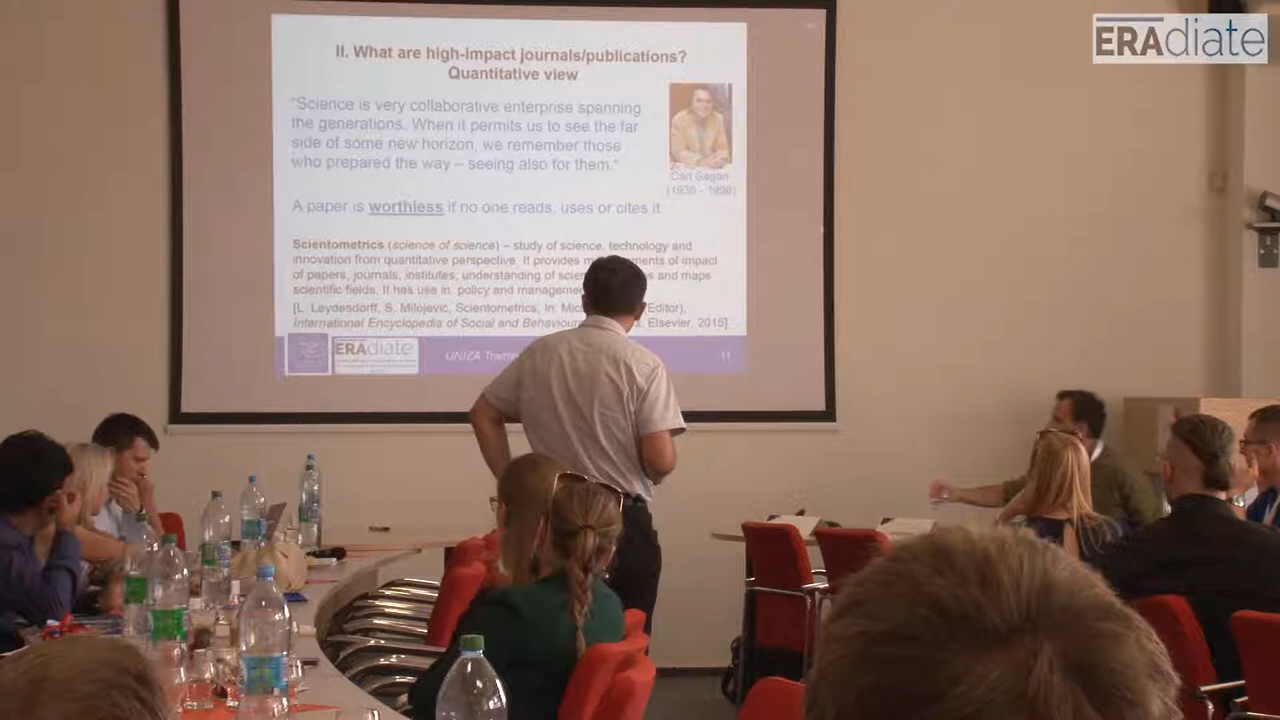 ERAdiate
II. What are high-impact journals/publications?
Quantitative view
"Science is very collaborative enterprise spanning
the generations. When it permits us to see the far
side of some new horizon, we remember those
who prepared the way – seeing also for them."
Carl Sagan
(1935 - 1996)
A paper is worthless if no one reads, uses or cites it
Scientometrics (science of science) – study of science, technology and
innovation from quantitative perspective. It provides of impact
of papers, journals, institutes, understanding of and maps
scientific fields. It has use in policy and
[L. Leydesdorff, S. Milojevic, Scientometrics, In: (Editor),
International Encyclopedia of Social and Elsevier, 2015]
ERAdiate
UNIZA
11